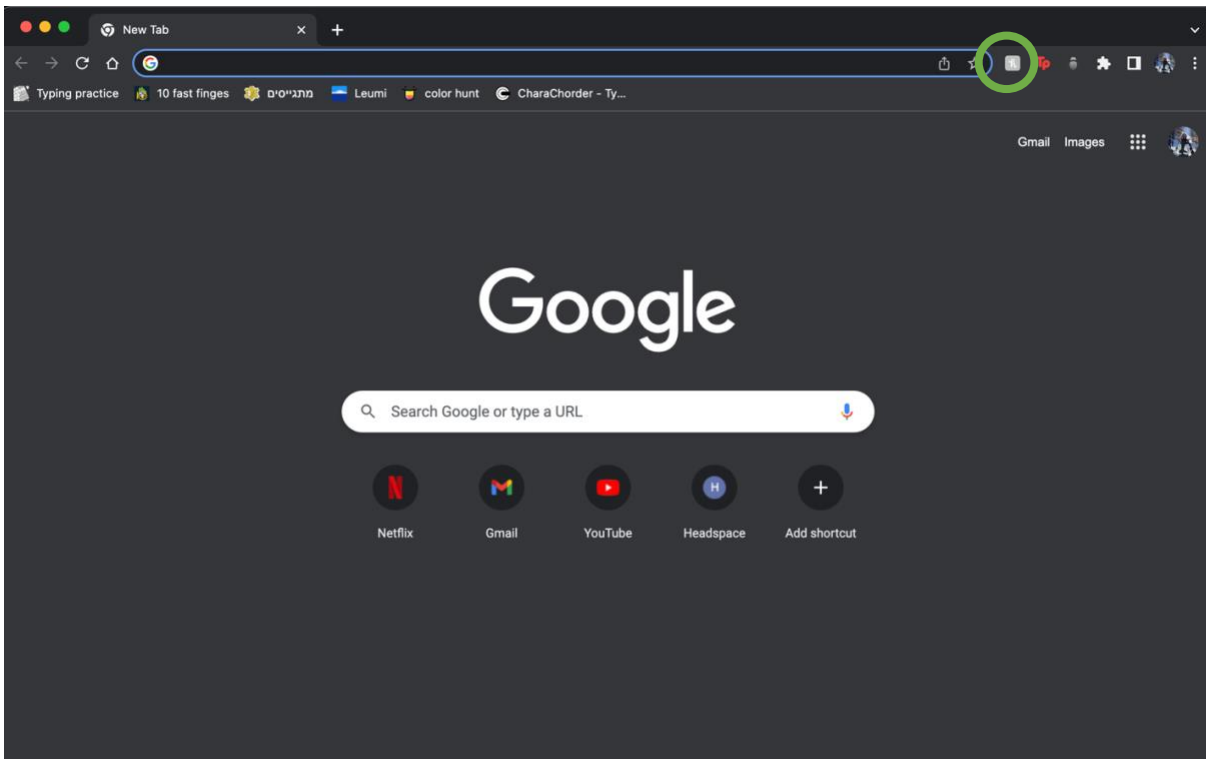 New Tab
Typing practice 10 fast finges מתגייסים Leumi color hunt CharaChorder - Ty...
Gmail Images
Google
Search Google or type a URL
Netflix Gmail YouTube Headspace Add shortcut